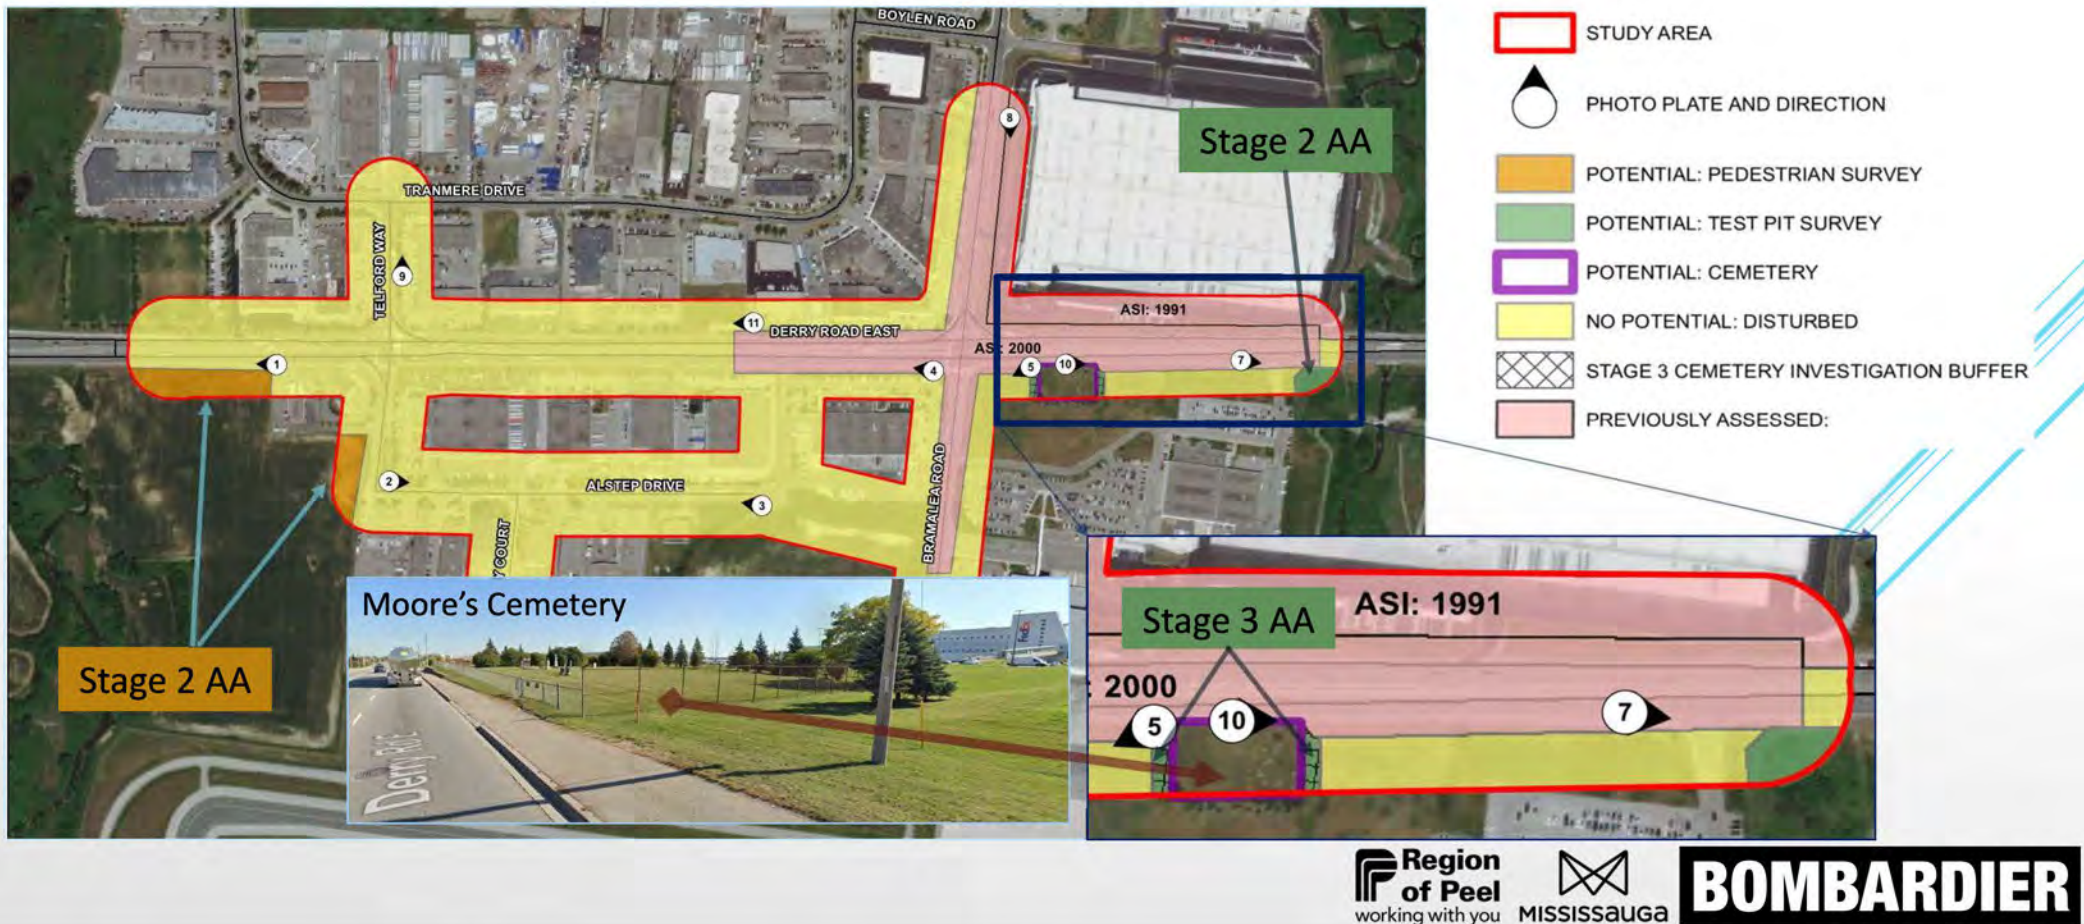 BOYLEN ROAD
8
Stage 2 AA
TRANMERE DRIVE
TELFORD WAY
9
ASI: 1991
11
DERRY ROAD EAST
2000
1
4
5
10
7
BRAMALEA ROAD
2
ALSTEP DRIVE
3
COURT
Stage 2 AA
STUDY AREA
PHOTO PLATE AND DIRECTION
POTENTIAL: PEDESTRIAN SURVEY
POTENTIAL: TEST PIT SURVEY
POTENTIAL: CEMETERY
NO POTENTIAL: DISTURBED
STAGE 3 CEMETERY INVESTIGATION BUFFER
PREVIOUSLY ASSESSED:
Moore's Cemetery
FedEx
Derry Rd E
Stage 3 AA
ASI: 1991
: 2000
5
10
7
Region
of Peel
working with you
MISSISSAUGA
BOMBARDIER